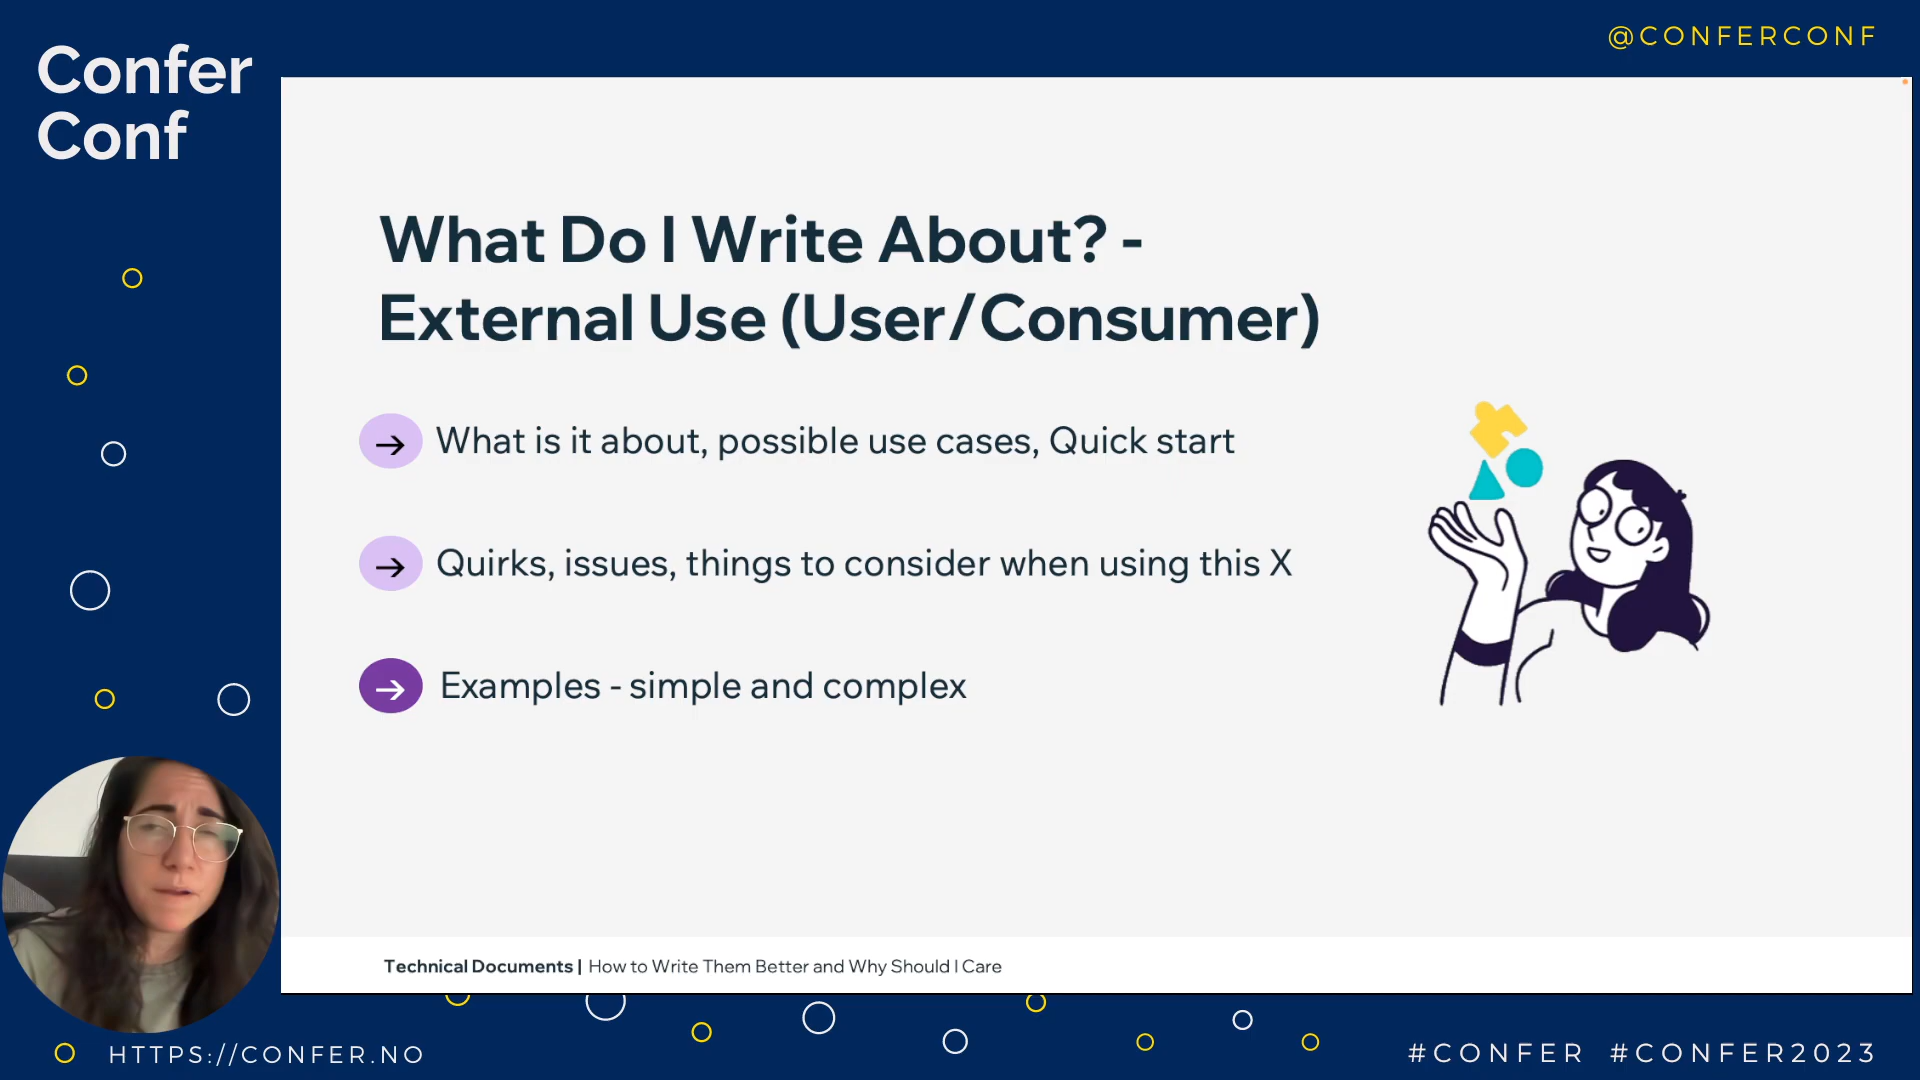 Confer
Conf
@CONFERCONF
What Do I Write About? -
External Use (User/Consumer)
What is it about, possible use cases, Quick start
Quirks, issues, things to consider when using this X
Examples - simple and complex
Technical Documents | How to Write Them Better and Why Should I Care
HTTPS://CONFER.NO
#CONFER #CONFER2023